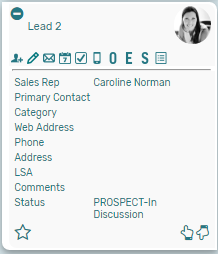 Lead 2
7 O E S
Sales Rep Caroline Norman
Primary Contact
Category
Web Address
Phone
Address
LSA
Comments
Status PROSPECT-In
Discussion